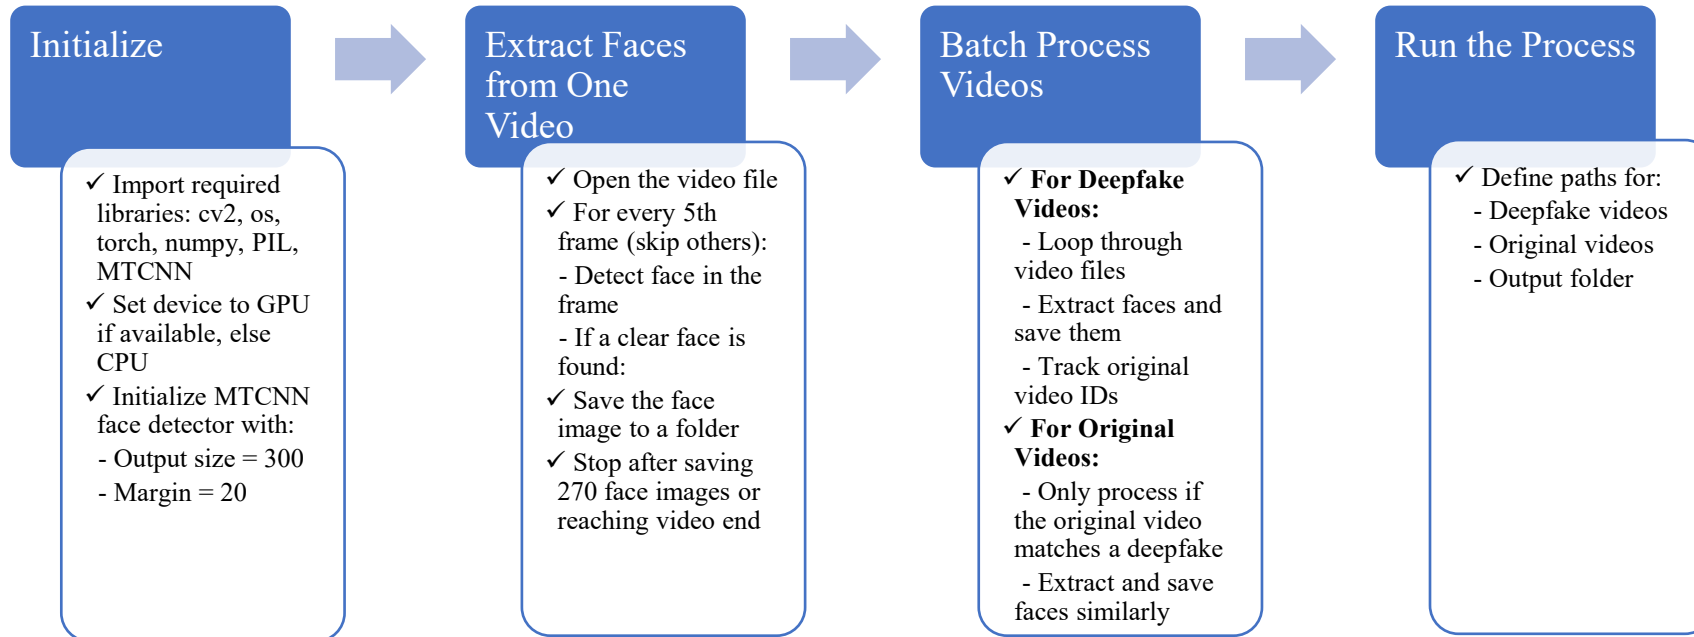 Initialize
✓ Import required
libraries: cv2, os,
torch, numpy, PIL,
MTCNN
✓ Set device to GPU
if available, else
CPU
✓ Initialize MTCNN
face detector with:
- Output size = 300
- Margin = 20
Extract Faces
from One
Video
✓ Open the video file
✓ For every 5th
frame (skip others):
- Detect face in the
frame
- If a clear face is
found:
✓ Save the face
image to a folder
✓ Stop after saving
270 face images or
reaching video end
Batch Process
Videos
✓ For Deepfake
Videos:
- Loop through
video files
- Extract faces and
save them
- Track original
video IDs
✓ For Original
Videos:
- Only process if
the original video
matches a deepfake
- Extract and save
faces similarly
Run the Process
✓ Define paths for:
- Deepfake videos
- Original videos
- Output folder